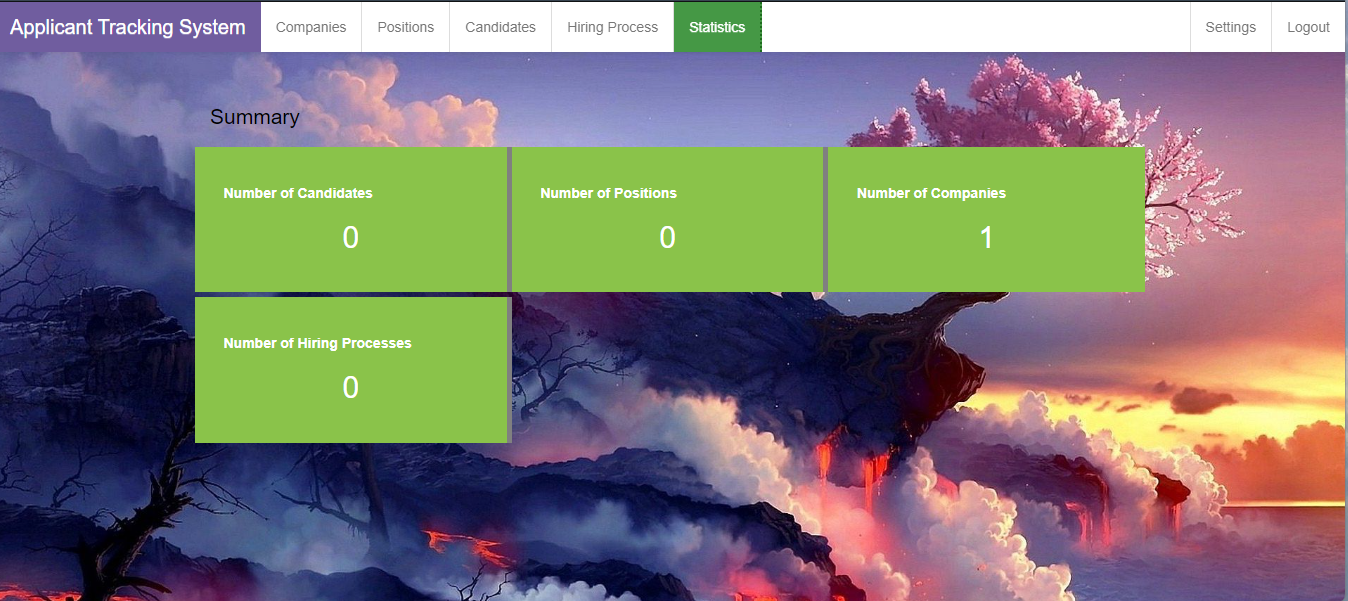 Applicant Tracking System Companies Positions Candidates Hiring Process Statistics Settings Logout
Summary
Number of Candidates Number of Positions Number of Companies
0 0 1
Number of Hiring Processes
0